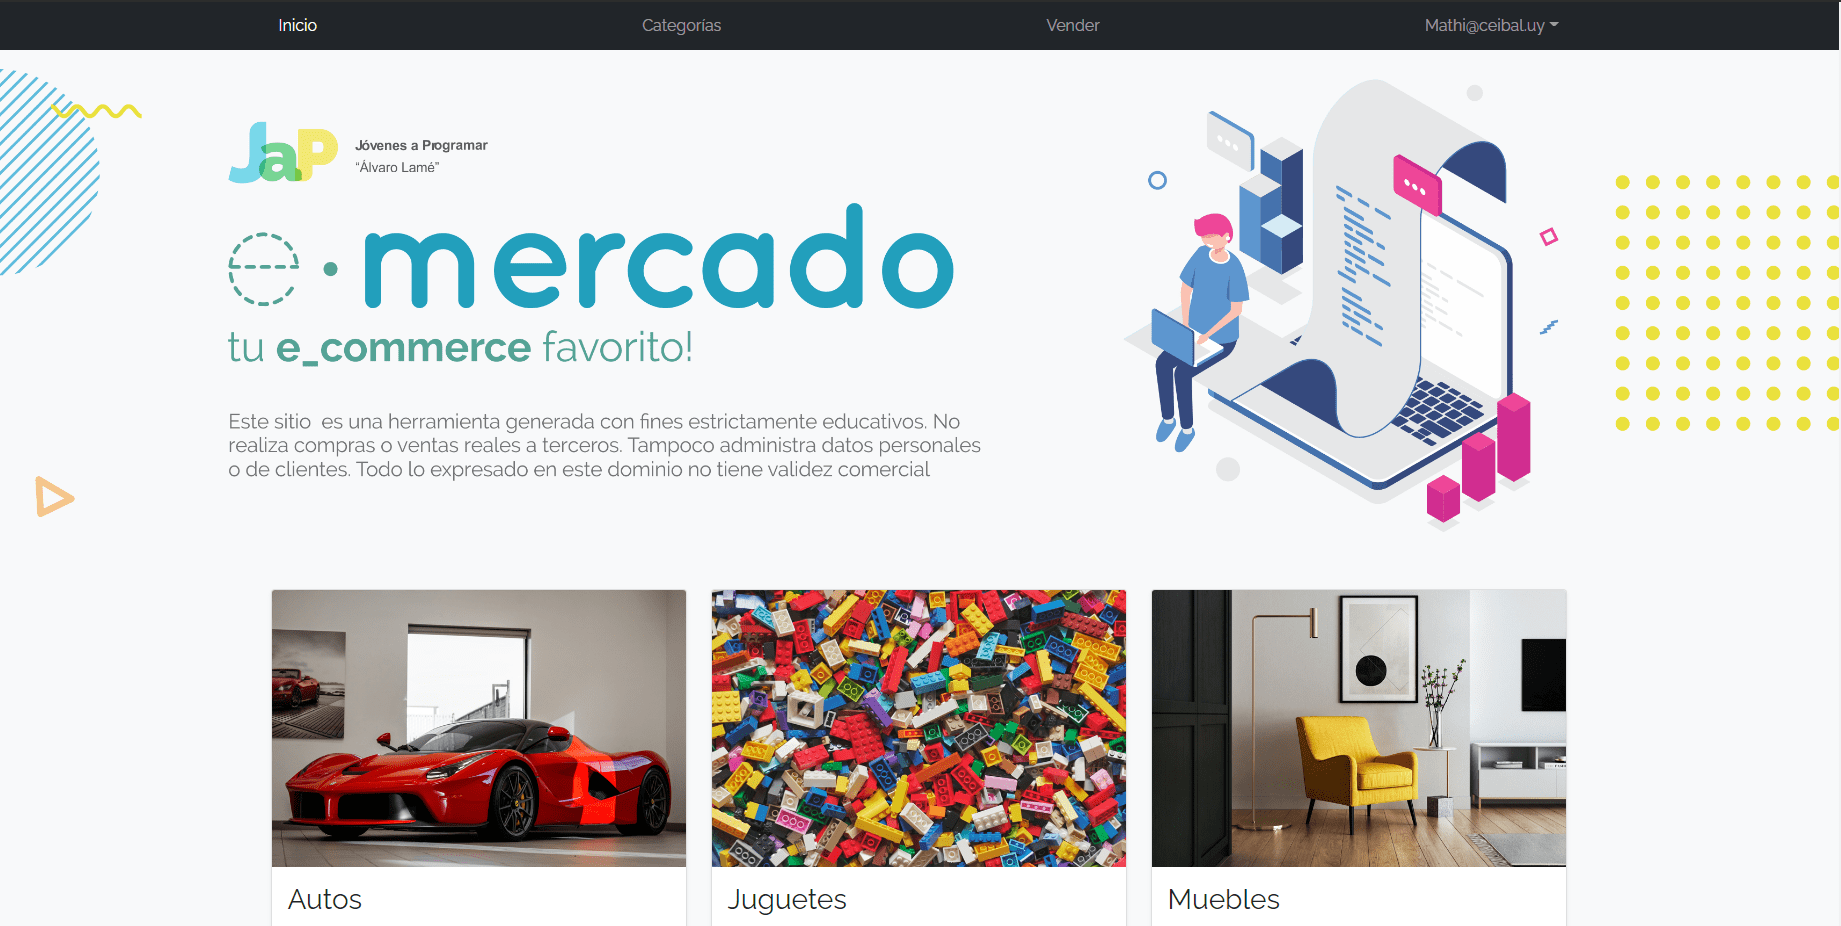 Inicio
Categorías
Vender
Mathi@ceibal.uy
JaP
Jóvenes a Programar
“Álvaro Lamé”
e • mercado
tu e_commerce favorito!
Este sitio  es una herramienta generada con fines estrictamente educativos. No
realiza compras o ventas reales a terceros. Tampoco administra datos personales
o de clientes. Todo lo expresado en este dominio no tiene validez comercial
Autos
Juguetes
Muebles